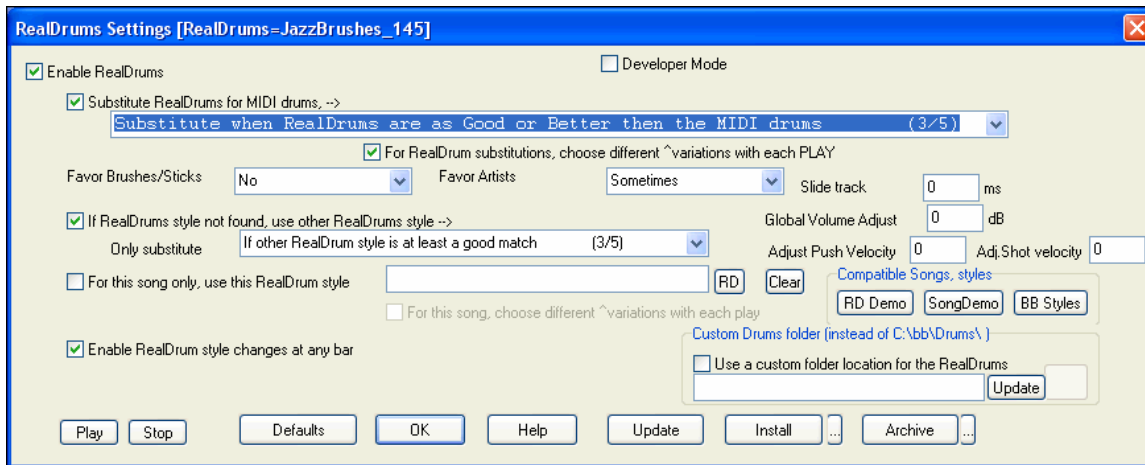 RealDrums Settings [RealDrums=JazzBrushes_145]
Enable RealDrums
Developer Mode
Substitute RealDrums for MIDI drums, -->
Substitute when RealDrums are as Good or Better then the MIDI drums (3/5)
For RealDrum substitutions, choose different ^variations with each PLAY
Favor Brushes/Sticks No Favor Artists Sometimes Slide track 0 ms
If RealDrums style not found, use other RealDrums style --> Global Volume Adjust 0 dB
Only substitute If other RealDrum style is at least a good match (3/5) Adjust Push Velocity 0 Adj.Shot velocity 0
For this song only, use this RealDrum style RD Clear
Compatible Songs, styles
RD Demo SongDemo BB Styles
For this song, choose different ^variations with each play
Enable RealDrum style changes at any bar
Custom Drums folder (instead of C:\bb\Drums\ )
Use a custom folder location for the RealDrums
Update
Play Stop Defaults OK Help Update Install ... Archive ...